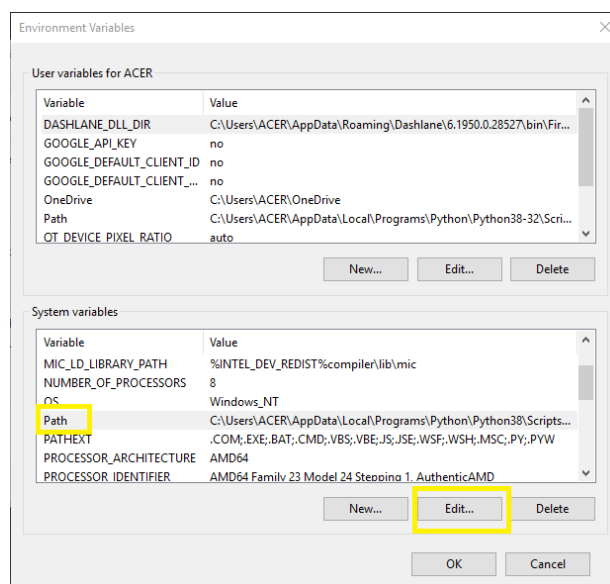 Environment Variables
User variables for ACER
Variable Value
DASHLANE_DLL_DIR C:\Users\ACER\AppData\Roaming\Dashlane\6.1950.0.28527\bin\Fir...
GOOGLE_API_KEY no
GOOGLE_DEFAULT_CLIENT_ID no
GOOGLE_DEFAULT_CLIENT_... no
OneDrive C:\Users\ACER\OneDrive
Path C:\Users\ACER\AppData\Local\Programs\Python\Python38-32\Scri...
QT_DEVICE_PIXEL_RATIO auto
New... Edit... Delete
System variables
Variable Value
MIC_LD_LIBRARY_PATH %INTEL_DEV_REDIST%compiler\lib\mic
NUMBER_OF_PROCESSORS 8
OS Windows_NT
Path C:\Users\ACER\AppData\Local\Programs\Python\Python38\Scripts...
PATHEXT .COM;.EXE;.BAT;.CMD;.VBS;.VBE;.JS;.JSE;.WSF;.WSH;.MSC;.PY;.PYW
PROCESSOR_ARCHITECTURE AMD64
PROCESSOR_IDENTIFIER AMD64 Family 23 Model 24 Stepping 1, AuthenticAMD
New... Edit... Delete
OK Cancel